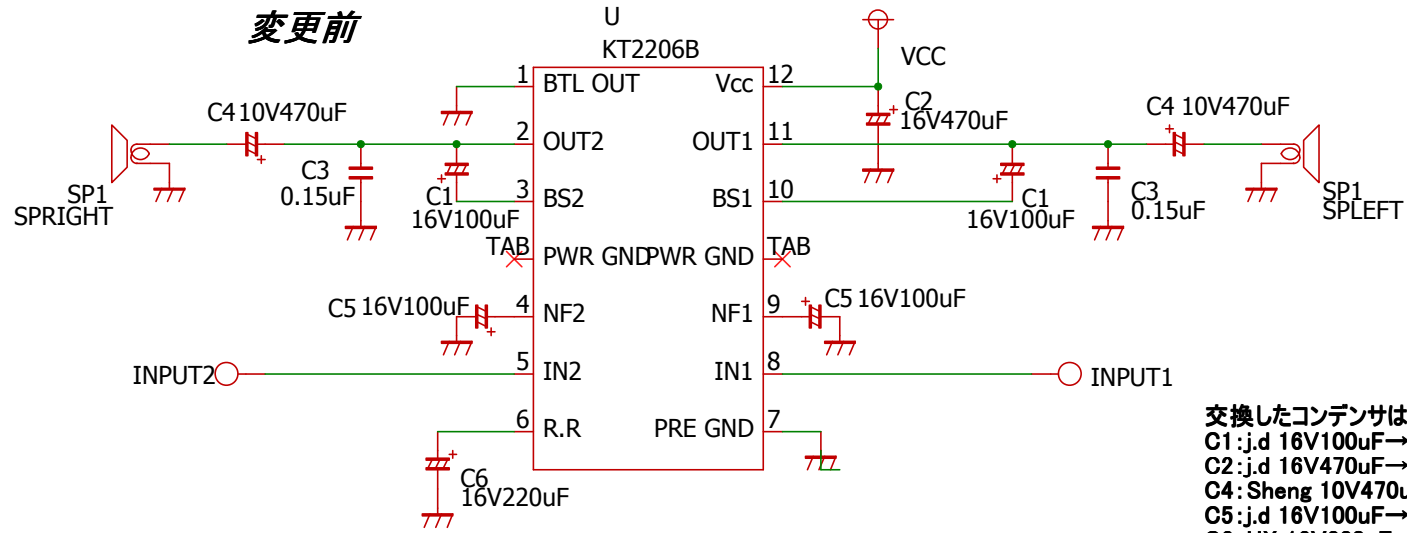 変更前
U
KT2206B
VCC
1
BTL OUT
Vcc
12
C4 10V470uF
C2
16V470uF
C4 10V470uF
2
OUT2
OUT1
11
C3
0.15uF
C1
16V100uF
3
BS2
BS1
10
C1
16V100uF
C3
0.15uF
SP1
SPRIGHT
SP1
SPLEFT
TAB
PWR GND
PWR GND
TAB
C5 16V100uF
4
NF2
NF1
9
C5 16V100uF
INPUT2
5
IN2
IN1
8
INPUT1
6
R.R
PRE GND
7
C6
16V220uF
交換したコンデンサは
C1:j.d 16V100uF→
C2:j.d 16V470uF→
C4:Sheng 10V470u
C5:j.d 16V100uF→